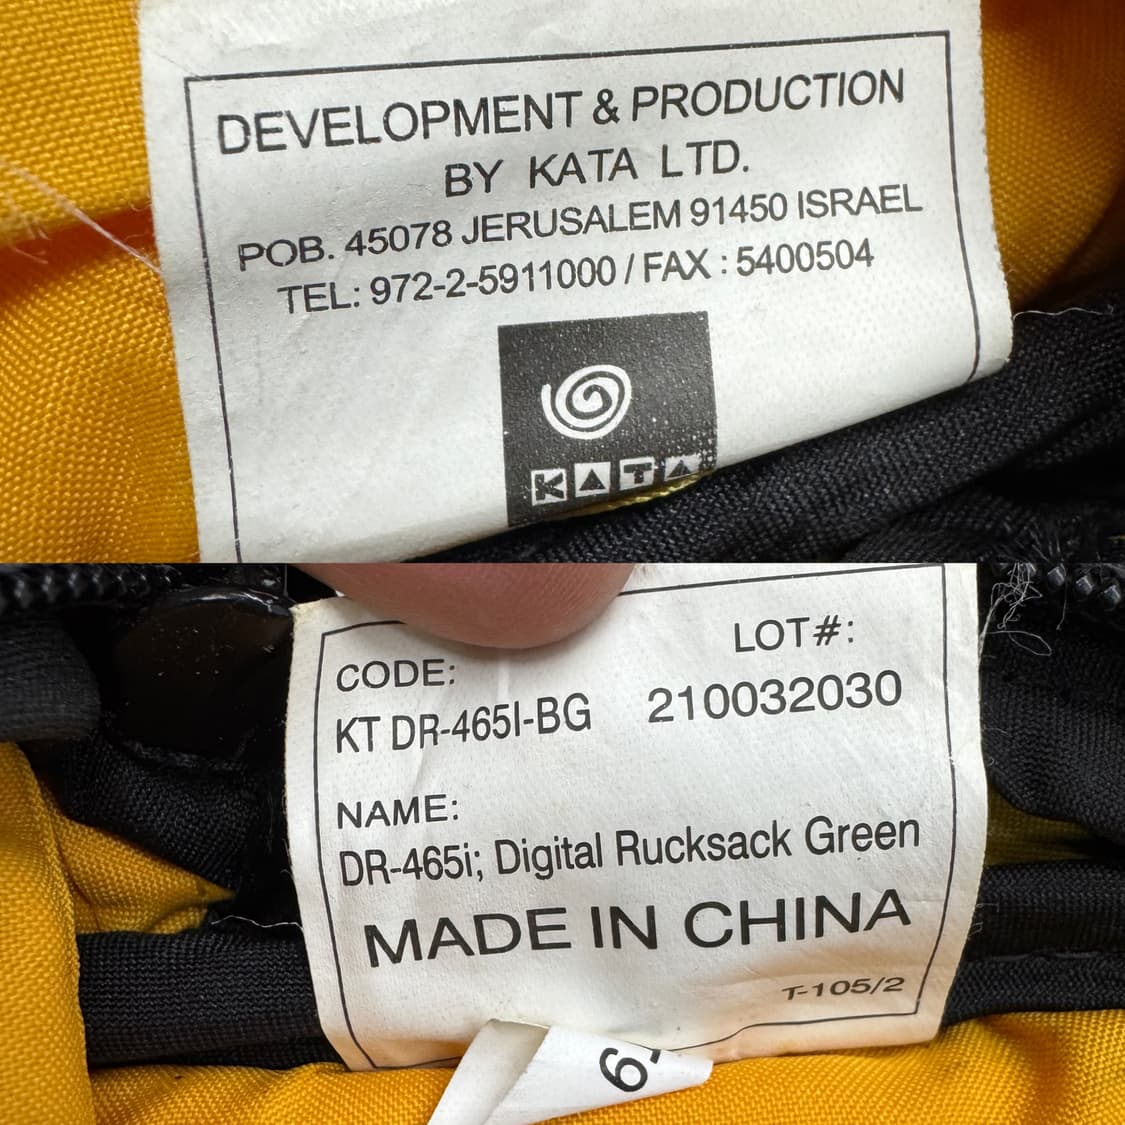 DEVELOPMENT & PRODUCTION
BY KATA LTD.
POB. 45078 JERUSALEM 91450 ISRAEL
TEL: 972-2-5911000 / FAX : 5400504
KATA
CODE:
LOT#:
KT DR-465I-BG 210032030
NAME:
DR-465i; Digital Rucksack Green
MADE IN CHINA
T-105/2